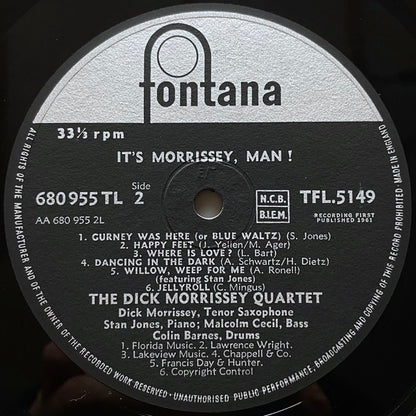 fontana
33⅓ rpm
IT'S MORRISSEY, MAN !
680 955 TL
Side
2
AA 680 955 2L
N.C.B.
B.I.E.M.
TFL.5149
RECORDING FIRST
PUBLISHED 1961
1. GURNEY WAS HERE (or BLUE WALTZ) (S. Jones)
2. HAPPY FEET (J. Yellen/M. Ager)
3. WHERE IS LOVE? (L. Bart)
4. DANCING IN THE DARK (A. Schwartz/H. Dietz)
5. WILLOW, WEEP FOR ME (A. Ronell)
(featuring Stan Jones)
6. JELLYROLL (C. Mingus)
THE DICK MORRISSEY QUARTET
Dick Morrissey, Tenor Saxophone
Stan Jones, Piano; Malcolm Cecil, Bass
Colin Barnes, Drums
1. Florida Music. 2. Lawrence Wright.
3. Lakeview Music. 4. Chappell & Co.
5. Francis Day & Hunter.
6. Copyright Control
ALL RIGHTS OF THE MANUFACTURER AND OF THE OWNER OF THE RECORDED WORK RESERVED · UNAUTHORISED PUBLIC PERFORMANCE, BROADCASTING AND COPYING OF THIS RECORD PROHIBITED · MADE IN ENGLAND